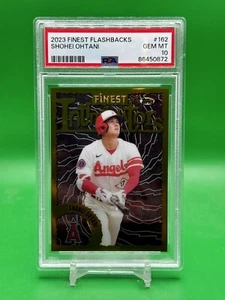 2023 FINEST FLASHBACKS #162
SHOHEI OHTANI GEM MT
PSA 10
86450872
FINEST
Angels
A